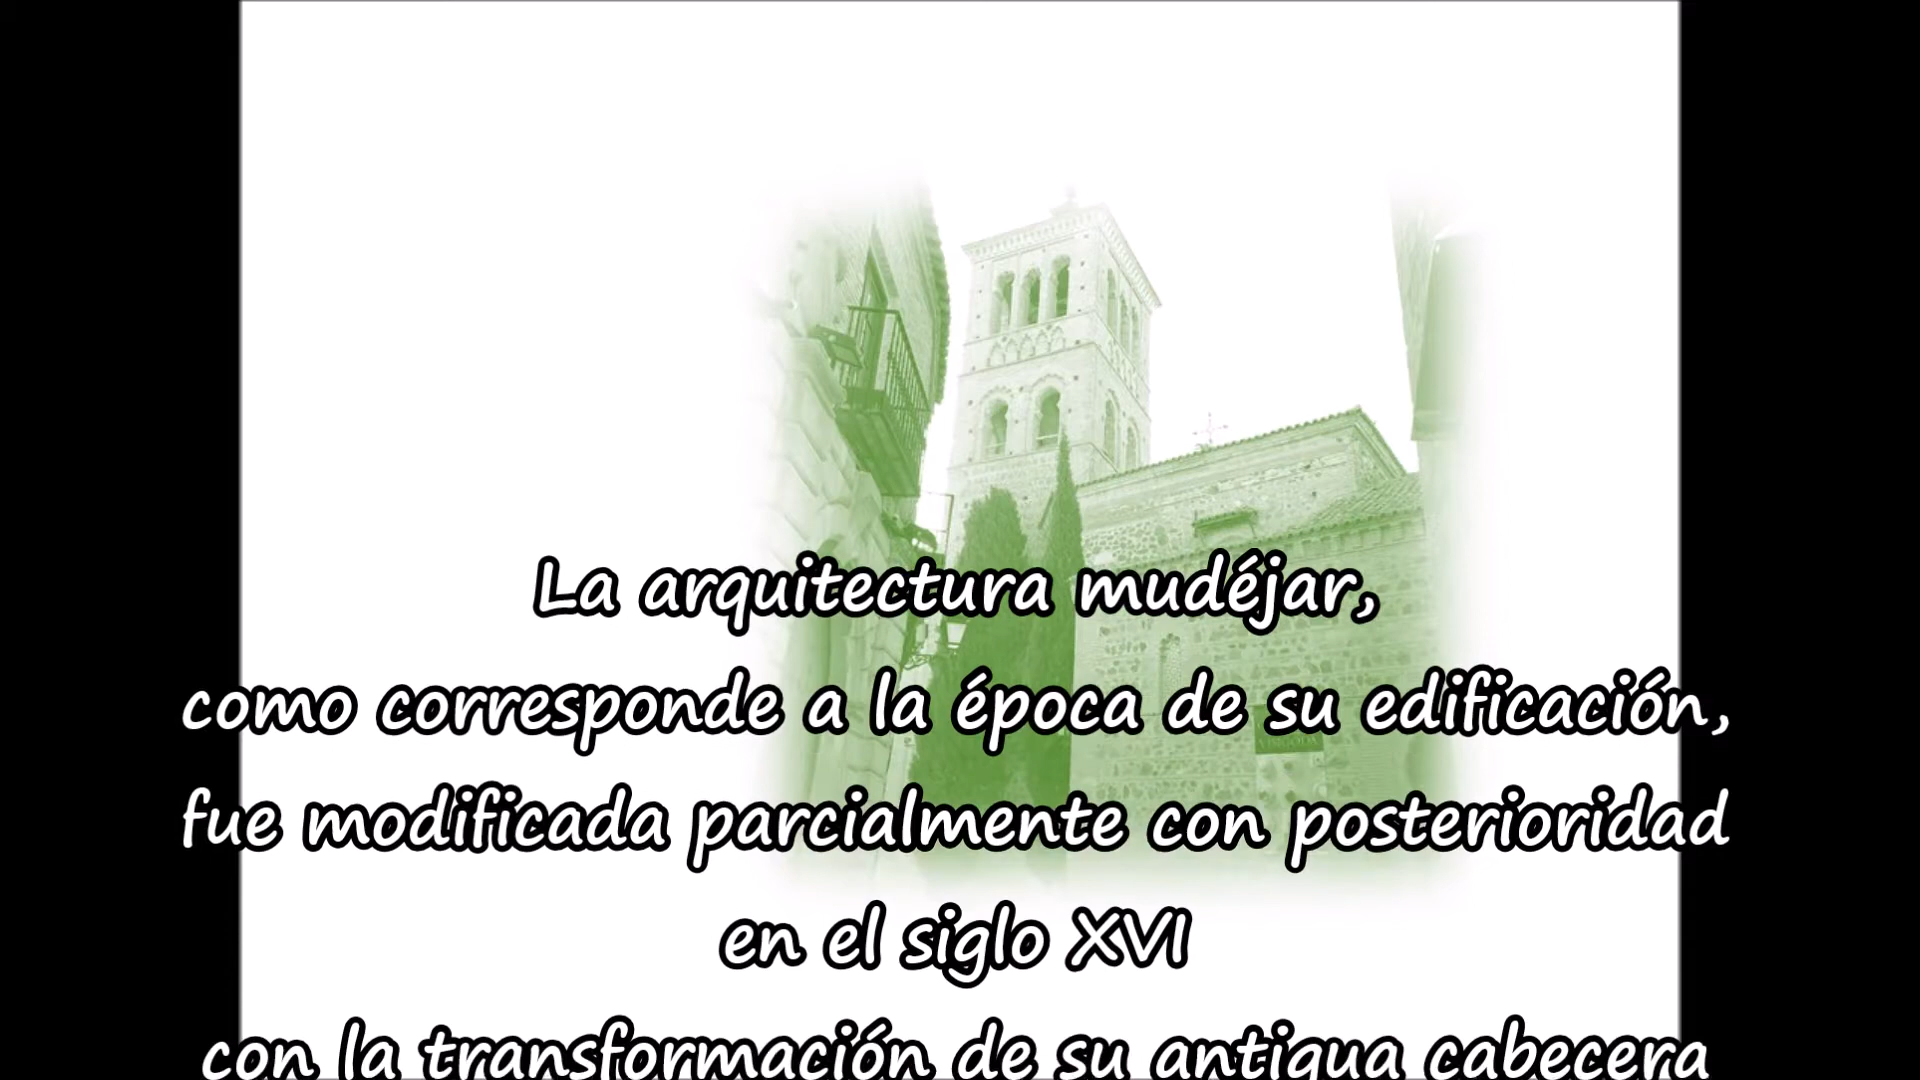 La arquitectura mudéjar,
como corresponde a la época de su edificación,
fue modificada parcialmente con posterioridad
en el siglo XVI
con la transformación de su antigua cabecera